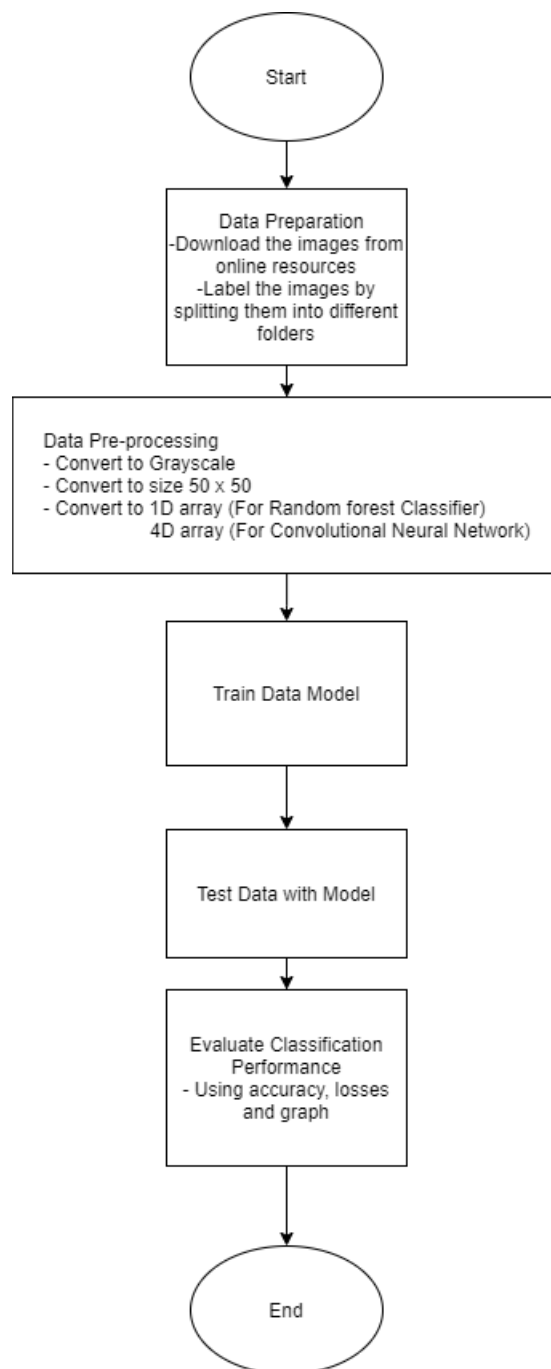 Start
Data Preparation
-Download the images from
online resources
-Label the images by
splitting them into different
folders
Data Pre-processing
- Convert to Grayscale
- Convert to size 50 x 50
- Convert to 1D array (For Random forest Classifier)
4D array (For Convolutional Neural Network)
Train Data Model
Test Data with Model
Evaluate Classification
Performance
- Using accuracy, losses
and graph
End